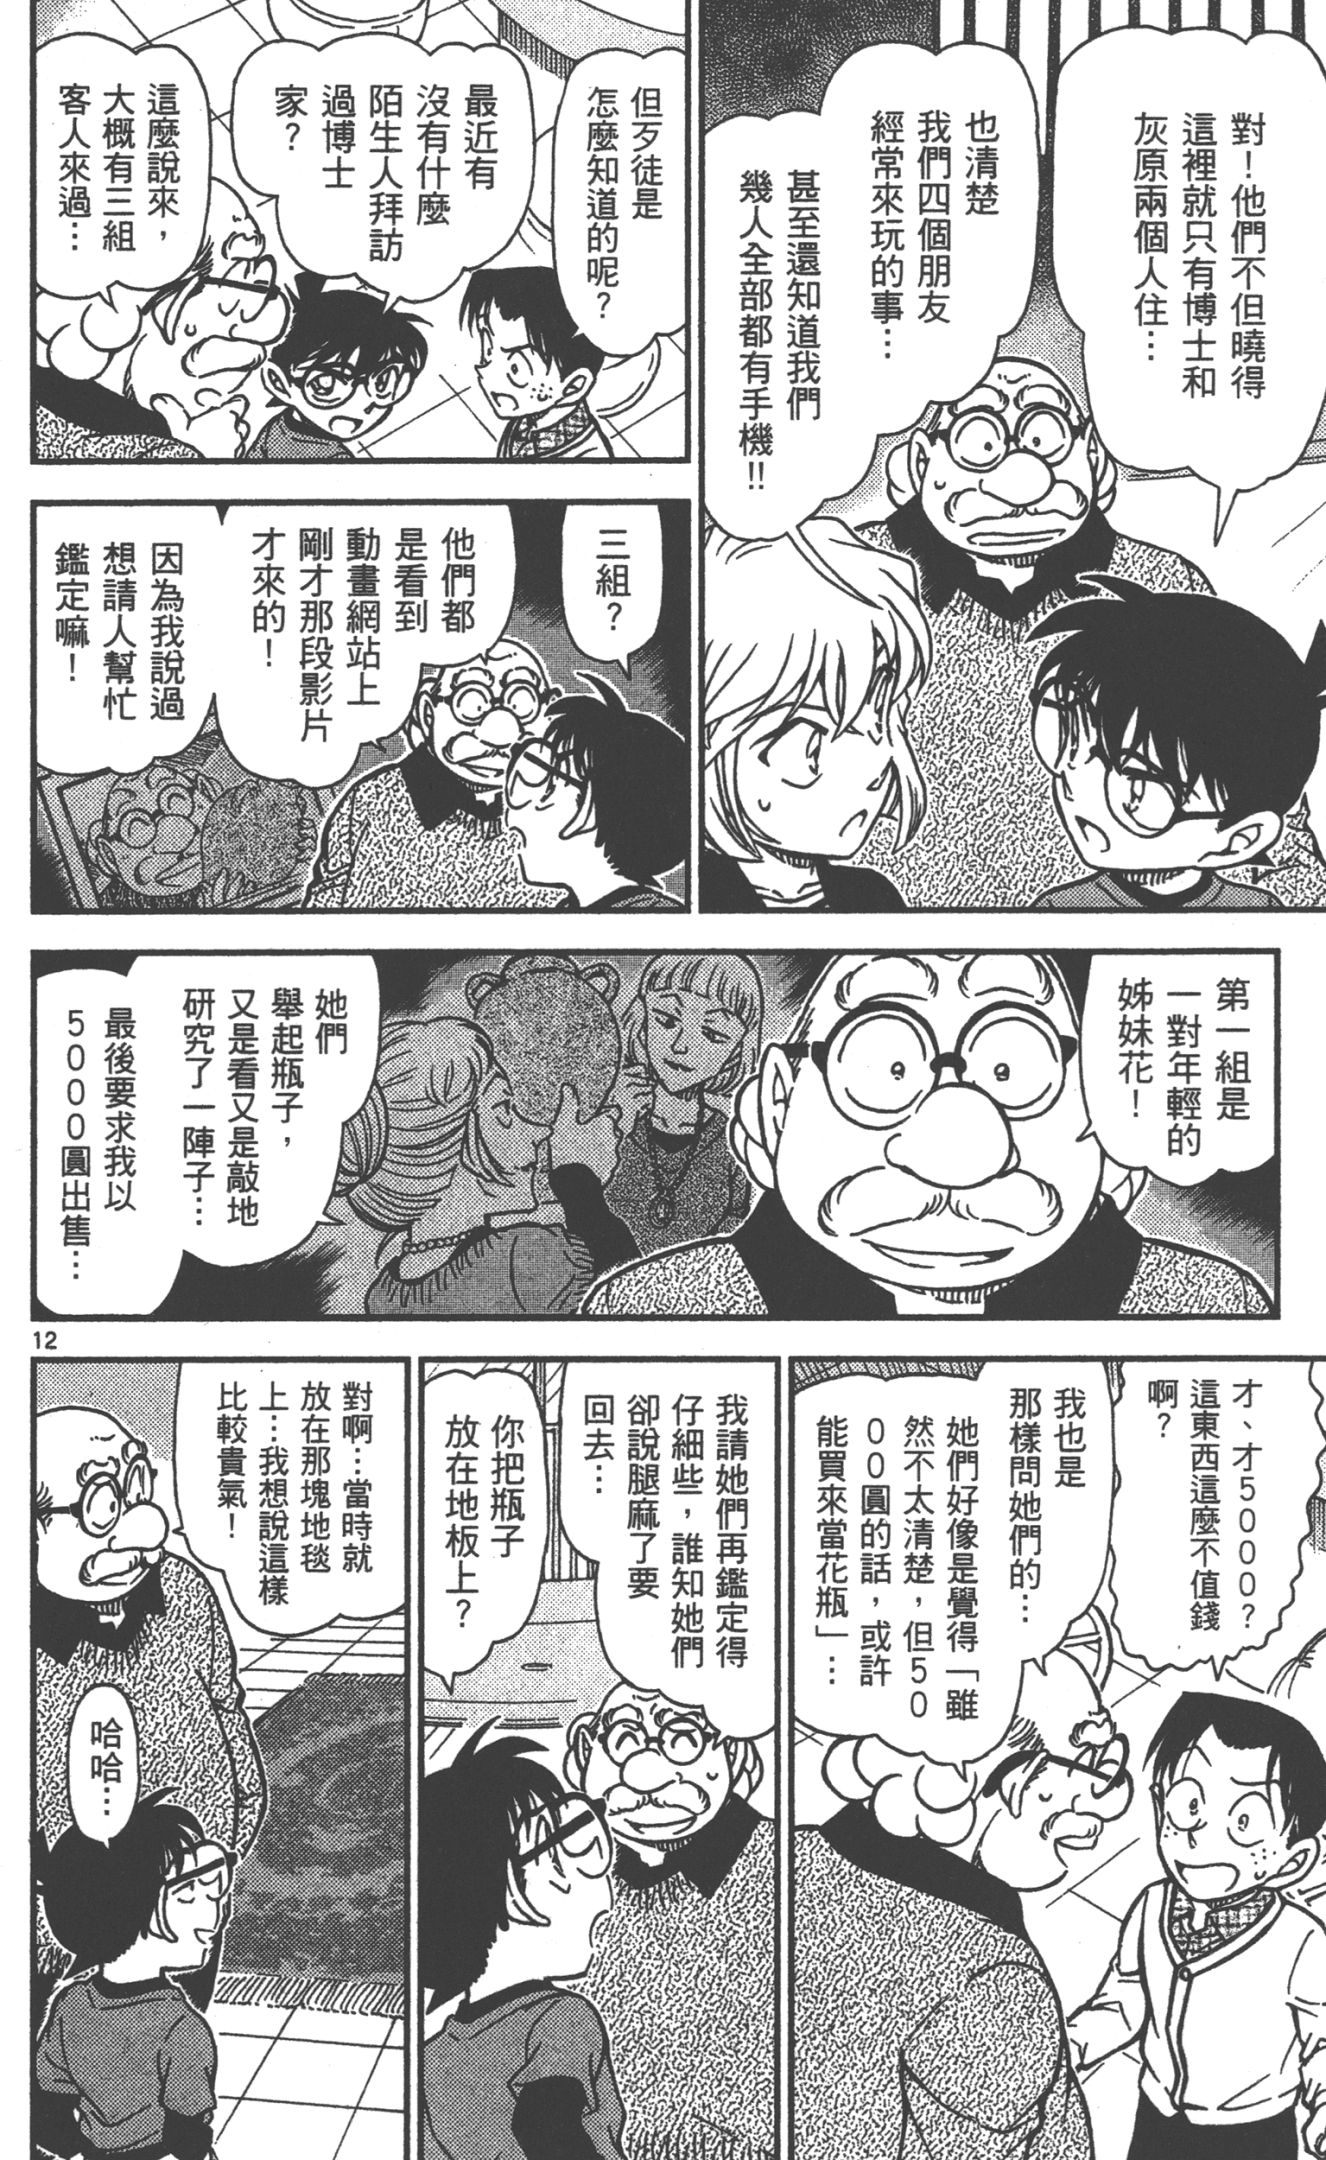 對！他們不但曉得
這裡就只有博士和
灰原兩個人住…
也清楚
我們四個朋友
經常來玩的事…
甚至還知道我們
幾人全部都有手機!!
但歹徒是
怎麼知道的呢？
最近有
沒有什麼
陌生人拜訪
過博士
家？
這麼說來，
大概有三組
客人來過…
三組？
他們都
是看到
動畫網站上
剛才那段影片
才來的！
因為我說過
想請人幫忙
鑑定嘛！
第一組是
一對年輕的
姊妹花！
她們
舉起瓶子，
又是看又是敲地
研究了一陣子…
最後要求我以
5000圓出售…
12
才、才5000？
這東西這麼不值錢
啊？
我也是
那樣問她們的…
她們好像是覺得「雖
然不太清楚，但50
00圓的話，或許
能買來當花瓶」…
我請她們再鑑定得
仔細些，誰知她們
卻說腿麻了要
回去…
你把瓶子
放在地板上？
對啊…當時就
放在那塊地毯
上…我想說這樣
比較貴氣！
哈哈…